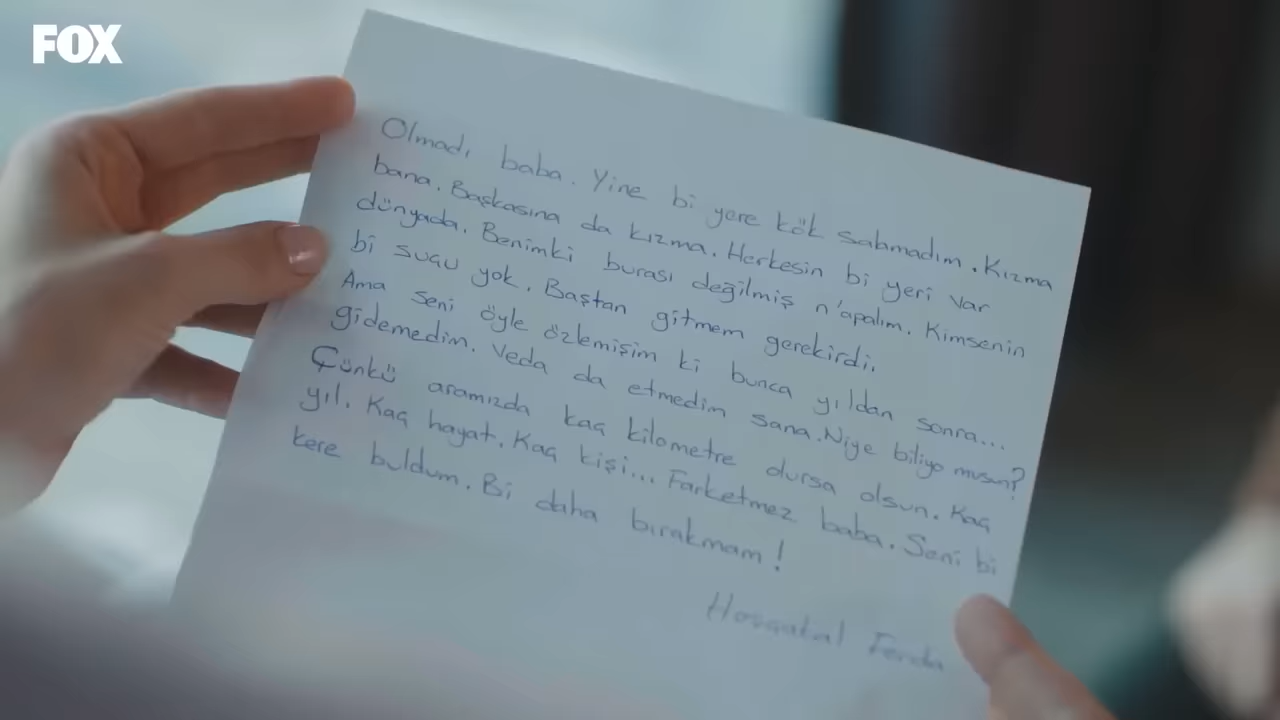 FOX
Olmadı baba. Yine bi yere kök salmadım. Kızma
bana. Başkasına da kızma. Herkesin bi yeri var
dünyada. Benimki burası değilmiş n'apalım. Kimsenin
bi suçu yok. Baştan gitmem gerekirdi.
Ama seni öyle özlemişim ki bunca yıldan sonra...
gidemedim. Veda da etmedim sana. Niye biliyo musun?
Çünkü aramızda kaç kilometre dursa olsun. Kaç
yıl. Kaç hayat. Kaç kişi... Farketmez baba. Seni bi
kere buldum. Bi daha bırakmam!
Hoşçakal Ferda